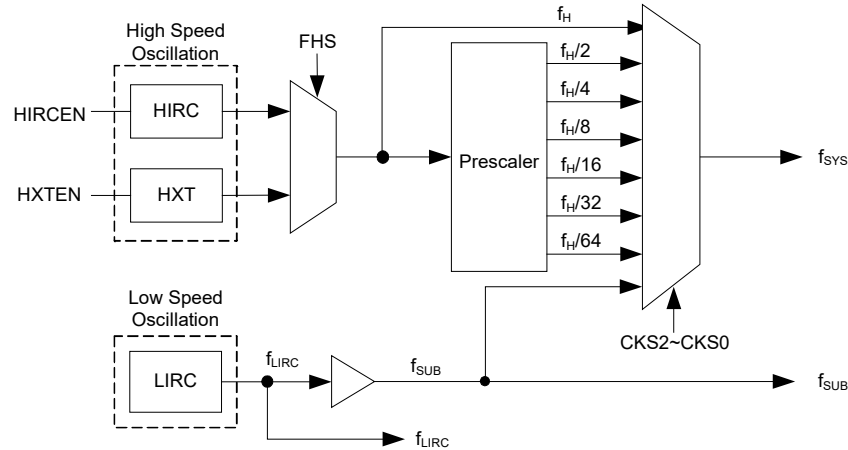 High Speed
Oscillation
FHS
fH
HIRCEN
HIRC
HXTEN
HXT
Prescaler
fH/2
fH/4
fH/8
fH/16
fH/32
fH/64
fSYS
CKS2~CKS0
Low Speed
Oscillation
LIRC
fLIRC
fSUB
fSUB
fLIRC